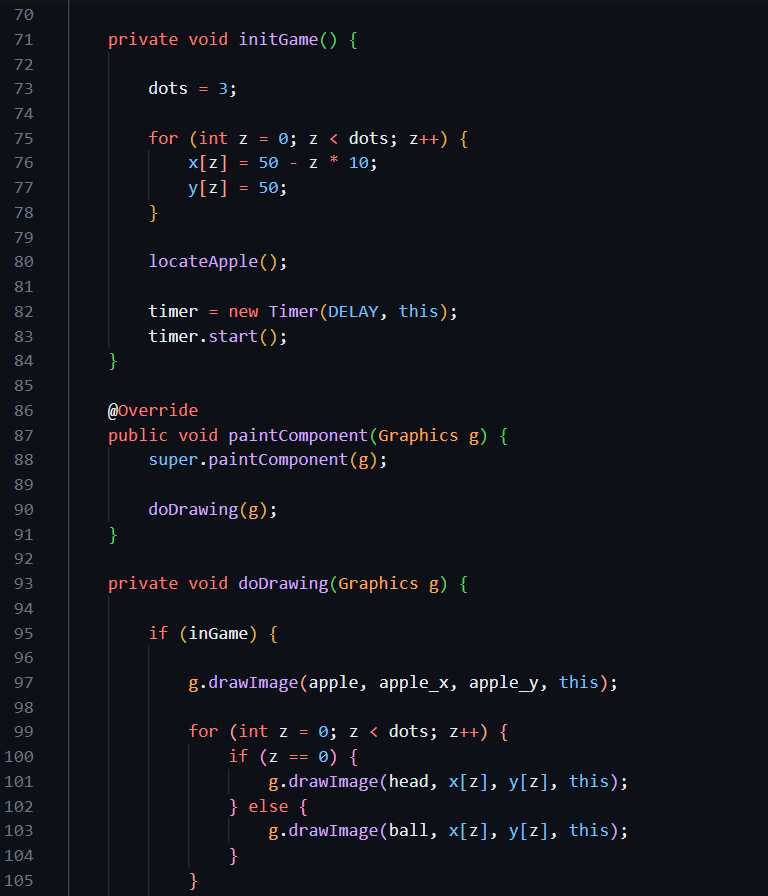 70
71 private void initGame() {
72
73 dots = 3;
74
75 for (int z = 0; z < dots; z++) {
76 x[z] = 50 - z * 10;
77 y[z] = 50;
78 }
79
80 locateApple();
81
82 timer = new Timer(DELAY, this);
83 timer.start();
84 }
85
86 @Override
87 public void paintComponent(Graphics g) {
88 super.paintComponent(g);
89
90 doDrawing(g);
91 }
92
93 private void doDrawing(Graphics g) {
94
95 if (inGame) {
96
97 g.drawImage(apple, apple_x, apple_y, this);
98
99 for (int z = 0; z < dots; z++) {
100 if (z == 0) {
101 g.drawImage(head, x[z], y[z], this);
102 } else {
103 g.drawImage(ball, x[z], y[z], this);
104 }
105 }